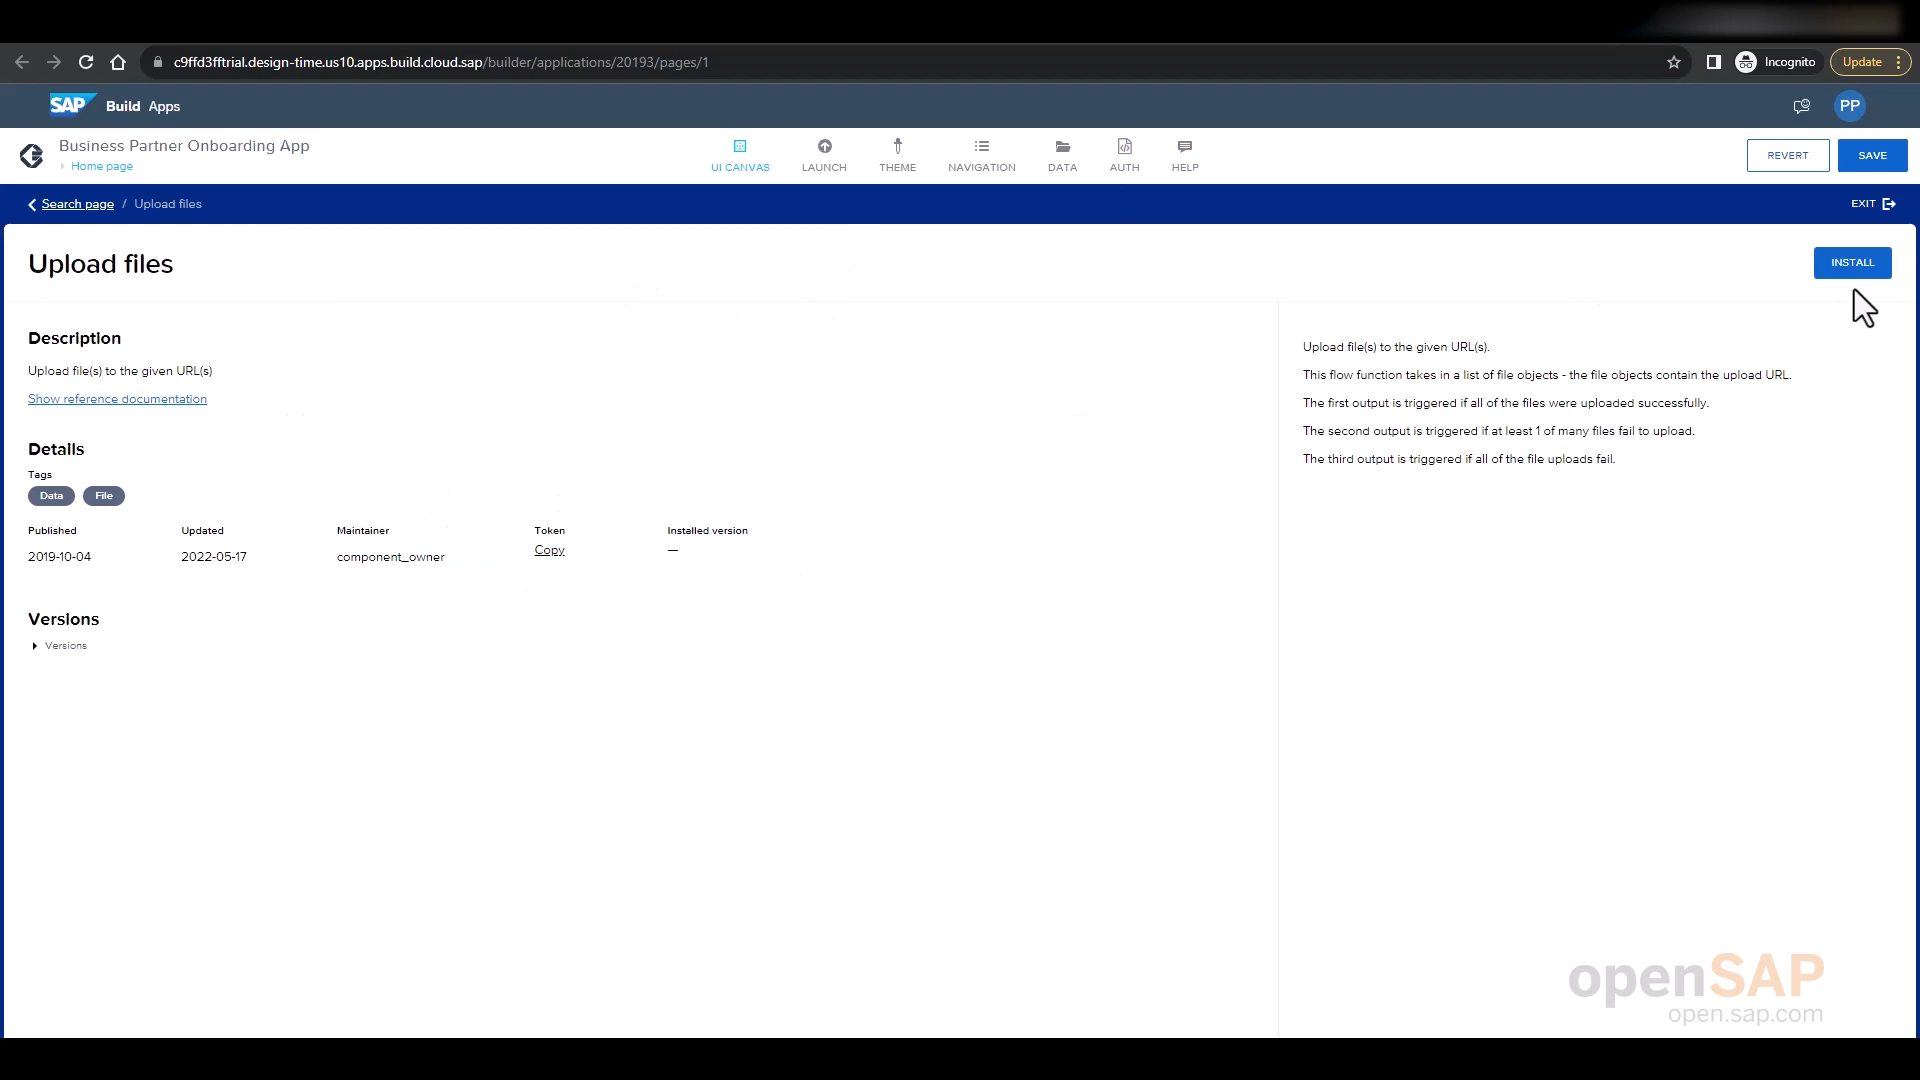 c9ffd3fftrial.design-time.us10.apps.build.cloud.sap/builder/applications/20193/pages/1
Incognito
Update
SAP Build Apps
PP
Business Partner Onboarding App
Home page
UI CANVAS
LAUNCH
THEME
NAVIGATION
DATA
AUTH
HELP
REVERT
SAVE
Search page / Upload files
EXIT
Upload files
INSTALL
Description
Upload file(s) to the given URL(s)
Show reference documentation
Details
Tags
Data File
Published Updated Maintainer Token Installed version
2019-10-04 2022-05-17 component_owner Copy —
Versions
Versions
Upload file(s) to the given URL(s).
This flow function takes in a list of file objects - the file objects contain the upload URL.
The first output is triggered if all of the files were uploaded successfully.
The second output is triggered if at least 1 of many files fail to upload.
The third output is triggered if all of the file uploads fail.
openSAP
open.sap.com